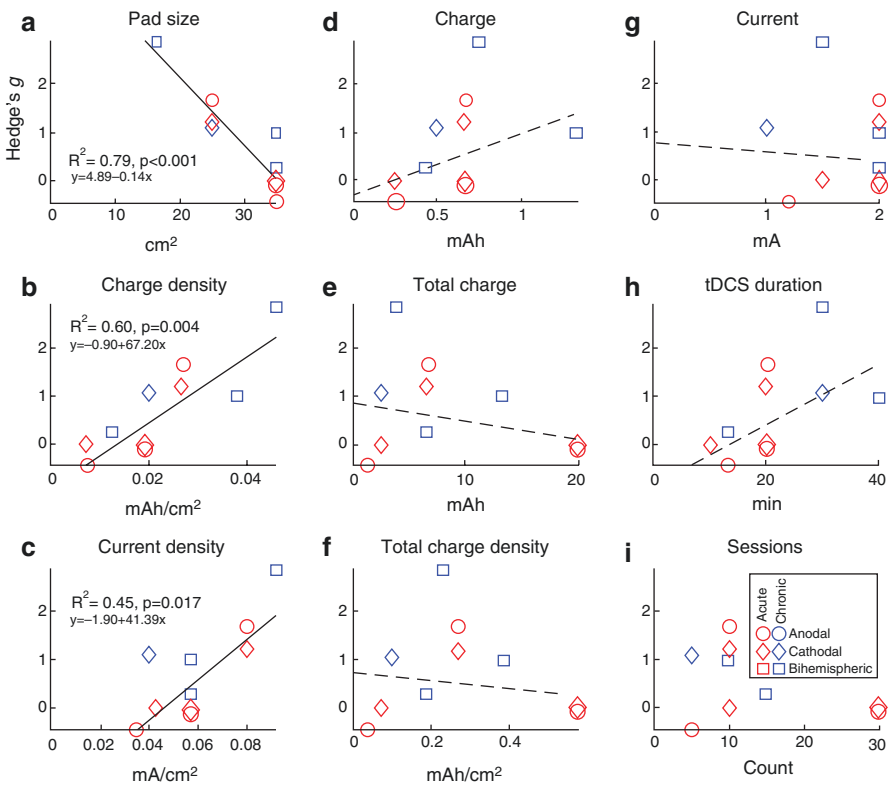 a
Pad size
Hedge's g
2
1
0
R²= 0.79, p<0.001
y=4.89–0.14x
0 10 20 30
cm²
d
Charge
2
1
0
0 0.5 1
mAh
g
Current
2
1
0
0 1 2
mA
b
Charge density
R²= 0.60, p=0.004
y=–0.90+67.20x
2
1
0
0 0.02 0.04
mAh/cm²
e
Total charge
2
1
0
0 10 20
mAh
h
tDCS duration
2
1
0
0 20 40
min
c
Current density
R²= 0.45, p=0.017
y=–1.90+41.39x
2
1
0
0 0.02 0.04 0.06 0.08
mA/cm²
f
Total charge density
2
1
0
0 0.2 0.4
mAh/cm²
i
Sessions
Acute
Chronic
Anodal
Cathodal
Bihemispheric
2
1
0
0 10 20 30
Count